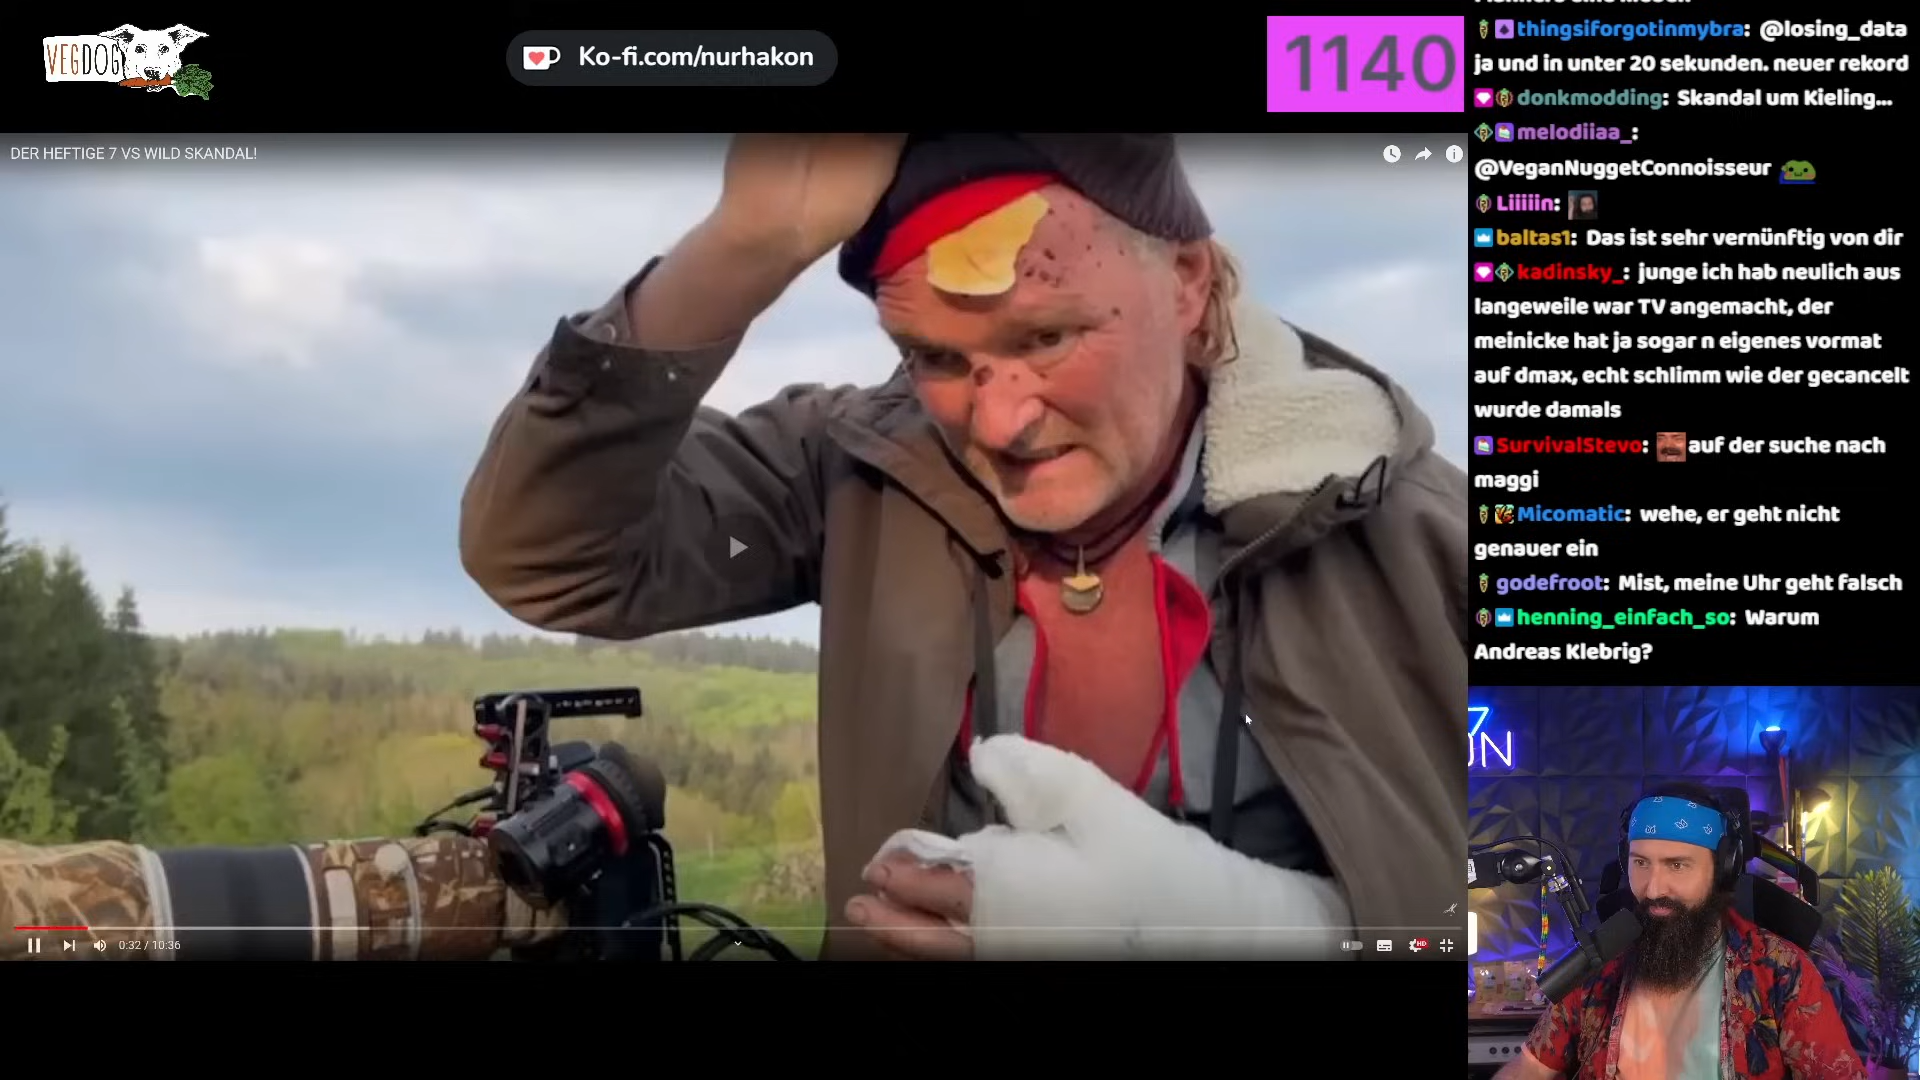 VEGDOG
Ko-fi.com/nurhakon
1140
DER HEFTIGE 7 VS WILD SKANDAL!
0:32 / 10:36
HD
thingsiforgotinmybra: @losing_data
ja und in unter 20 sekunden. neuer rekord
donkmodding: Skandal um Kieling...
melodiiaa_:
@VeganNuggetConnoisseur
Liiiiin:
baltas1: Das ist sehr vernünftig von dir
kadinsky_: junge ich hab neulich aus
langeweile war TV angemacht, der
meinicke hat ja sogar n eigenes vormat
auf dmax, echt schlimm wie der gecancelt
wurde damals
SurvivalStevo: auf der suche nach
maggi
Micomatic: wehe, er geht nicht
genauer ein
godefroot: Mist, meine Uhr geht falsch
henning_einfach_so: Warum
Andreas Klebrig?